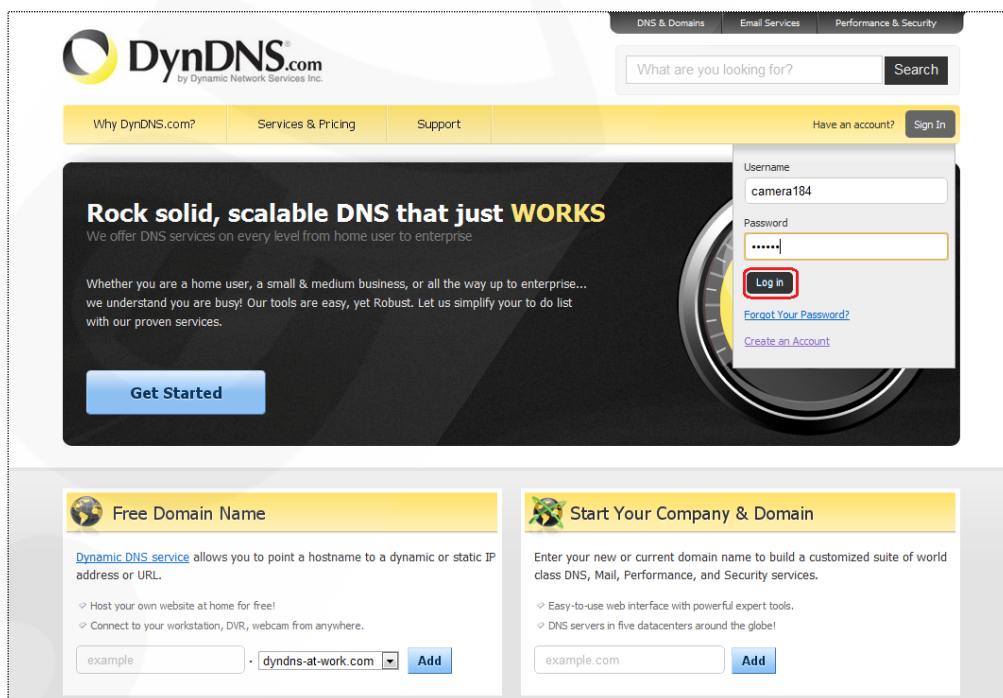 DNS & Domains Email Services Performance & Security
DynDNS.com
by Dynamic Network Services Inc.
What are you looking for? Search
Why DynDNS.com? Services & Pricing Support Have an account? Sign In
Username
camera184
Password
••••••
Log in
Forgot Your Password?
Create an Account
Rock solid, scalable DNS that just WORKS
We offer DNS services on every level from home user to enterprise
Whether you are a home user, a small & medium business, or all the way up to enterprise...
we understand you are busy! Our tools are easy, yet Robust. Let us simplify your to do list
with our proven services.
Get Started
Free Domain Name
Dynamic DNS service allows you to point a hostname to a dynamic or static IP
address or URL.
Host your own website at home for free!
Connect to your workstation, DVR, webcam from anywhere.
example . dyndns-at-work.com Add
Start Your Company & Domain
Enter your new or current domain name to build a customized suite of world
class DNS, Mail, Performance, and Security services.
Easy-to-use web interface with powerful expert tools.
DNS servers in five datacenters around the globe!
example.com Add